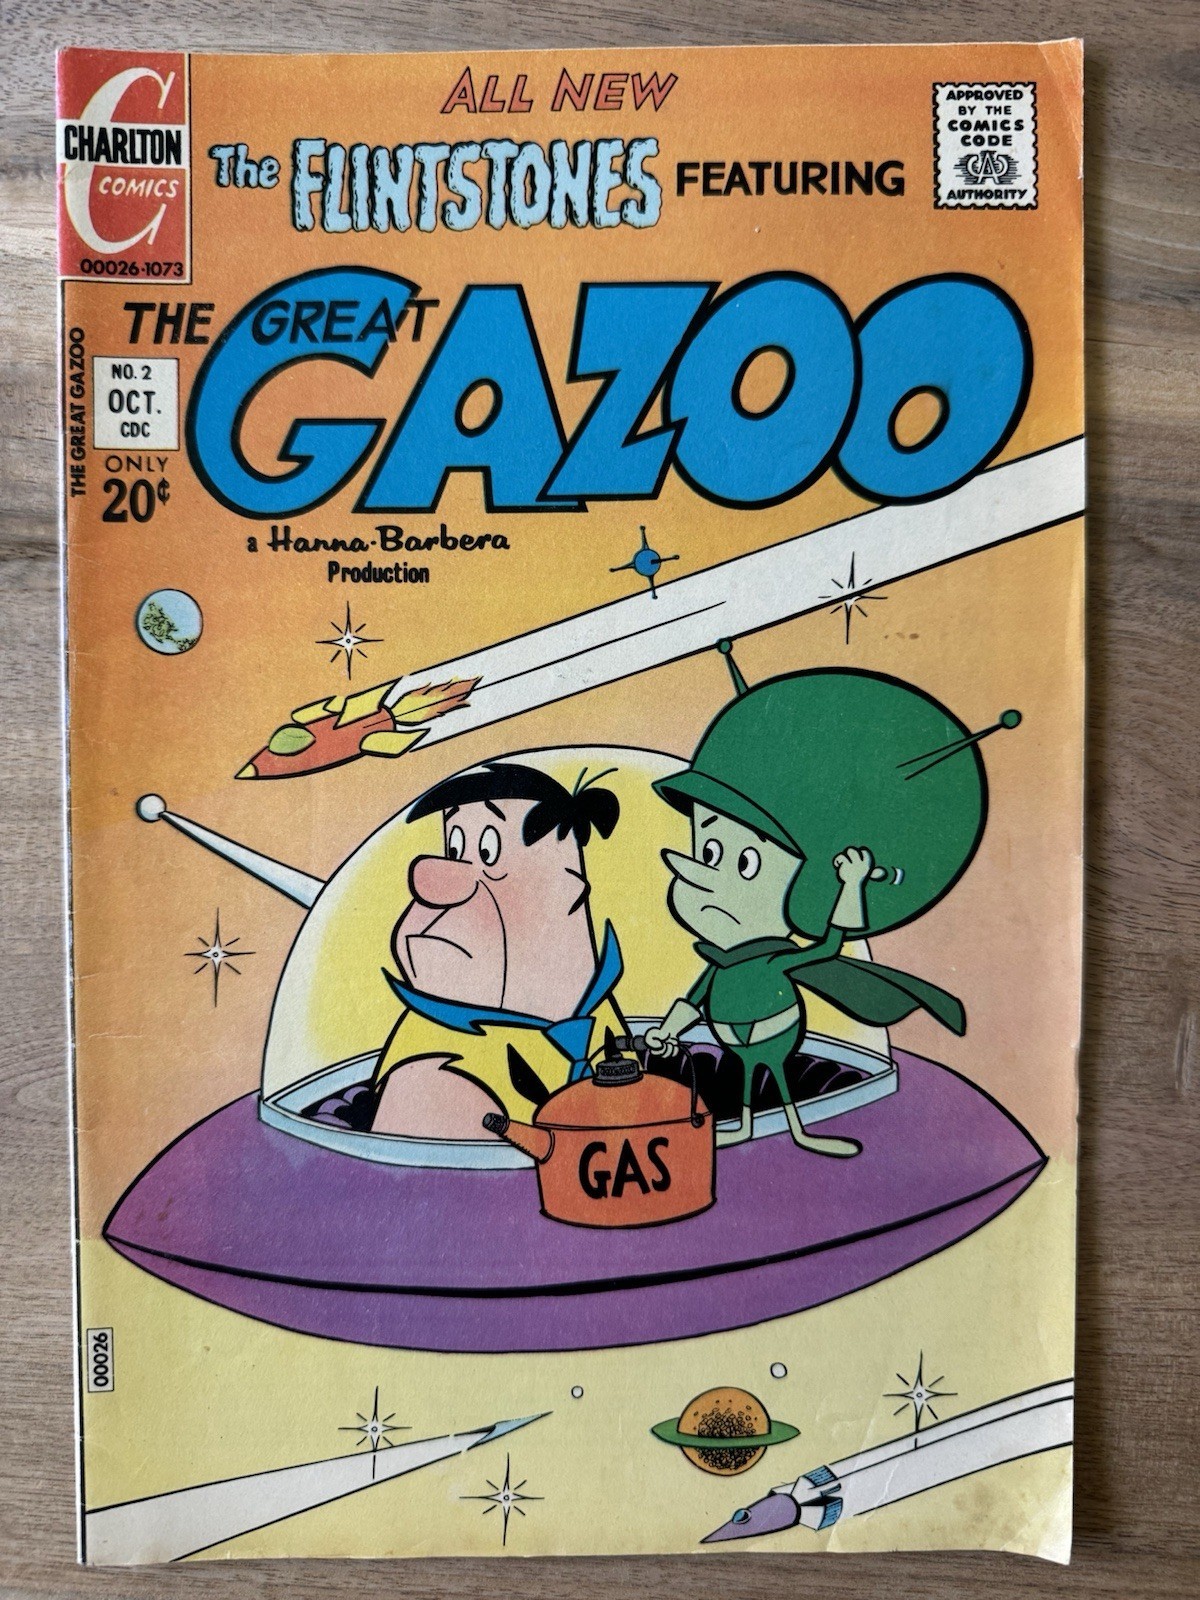 ALL NEW
The FLINTSTONES FEATURING
CHARLTON
COMICS
00026-1073
APPROVED
BY THE
COMICS
CODE
CA
AUTHORITY
THE GREAT
GAZOO
THE GREAT GAZOO
NO. 2
OCT.
CDC
ONLY
20¢
a Hanna-Barbera
Production
GAS
00026